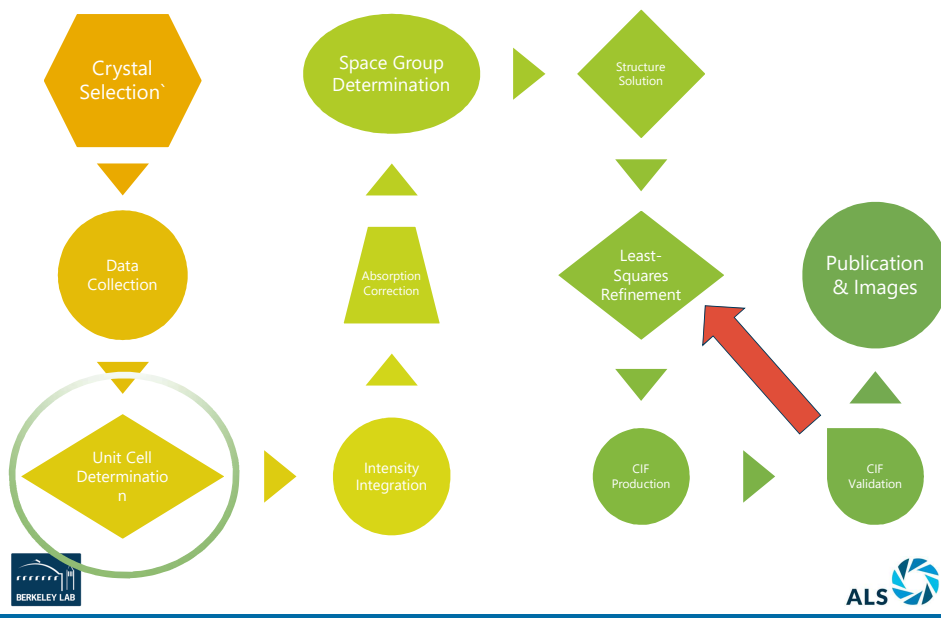 Crystal
Selection`
Data
Collection
Unit Cell
Determinatio
n
Intensity
Integration
Absorption
Correction
Space Group
Determination
Structure
Solution
Least-
Squares
Refinement
CIF
Production
CIF
Validation
Publication
& Images
BERKELEY LAB
ALS